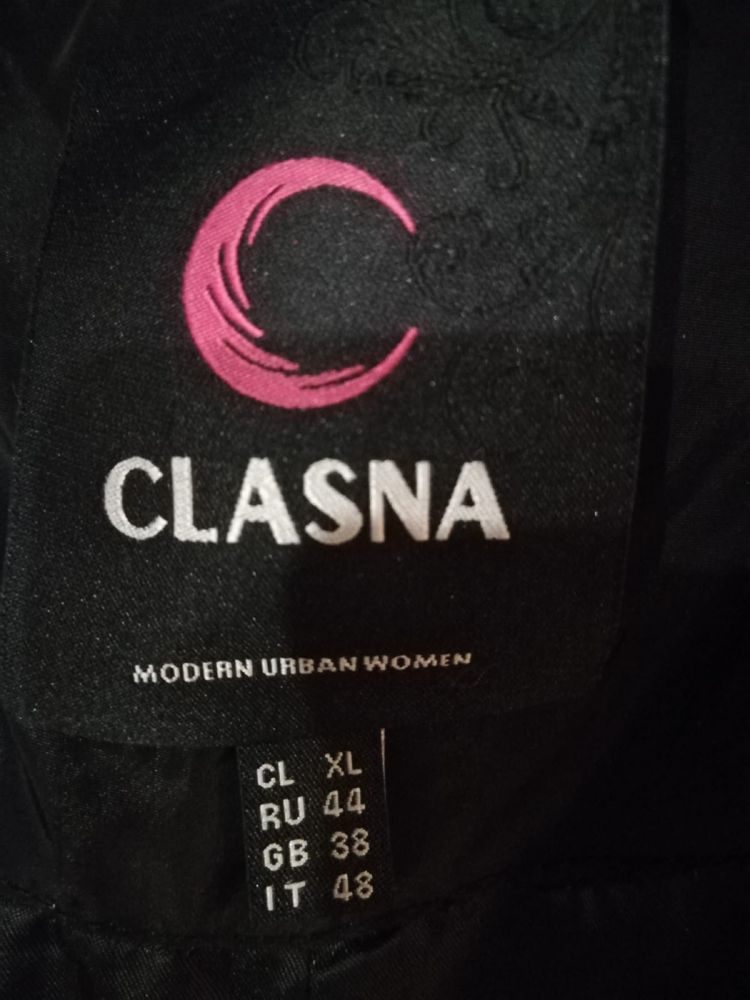 CLASNA
MODERN URBAN WOMEN
CL XL
RU 44
GB 38
IT 48